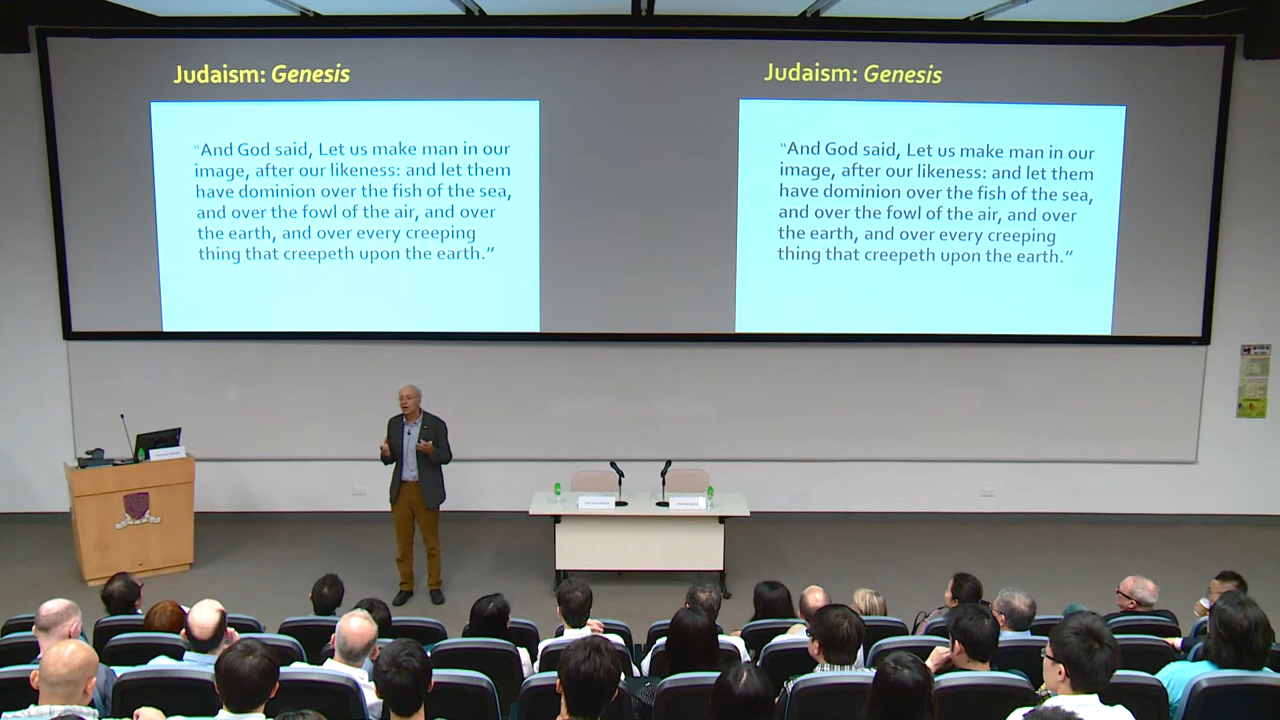 Judaism: Genesis
“And God said, Let us make man in our
image, after our likeness: and let them
have dominion over the fish of the sea,
and over the fowl of the air, and over
the earth, and over every creeping
thing that creepeth upon the earth.”
Judaism: Genesis
“And God said, Let us make man in our
image, after our likeness: and let them
have dominion over the fish of the sea,
and over the fowl of the air, and over
the earth, and over every creeping
thing that creepeth upon the earth.”